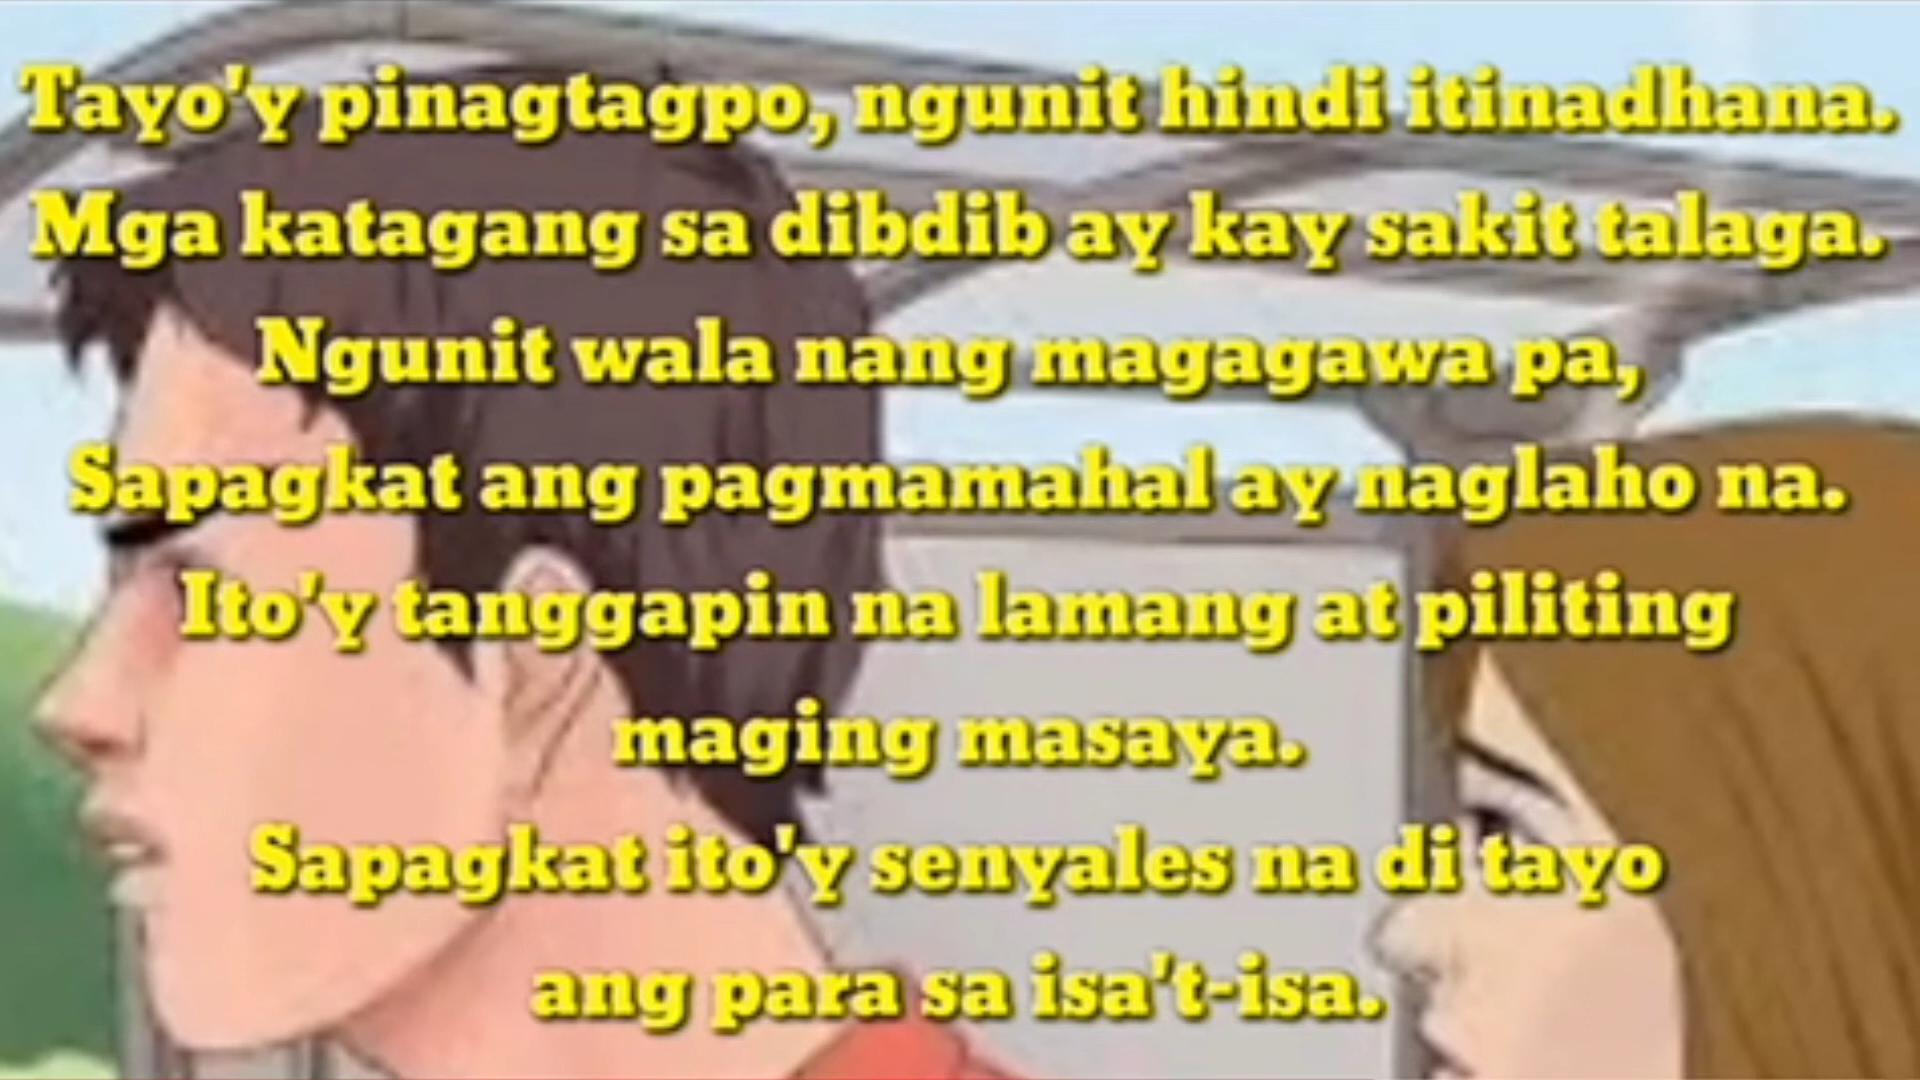 Tayo'y pinagtagpo, ngunit hindi itinadhana.
Mga katagang sa dibdib ay kay sakit talaga.
Ngunit wala nang magagawa pa,
Sapagkat ang pagmamahal ay naglaho na.
Ito'y tanggapin na lamang at piliting
maging masaya.
Sapagkat ito'y senyales na di tayo
ang para sa isa't-isa.